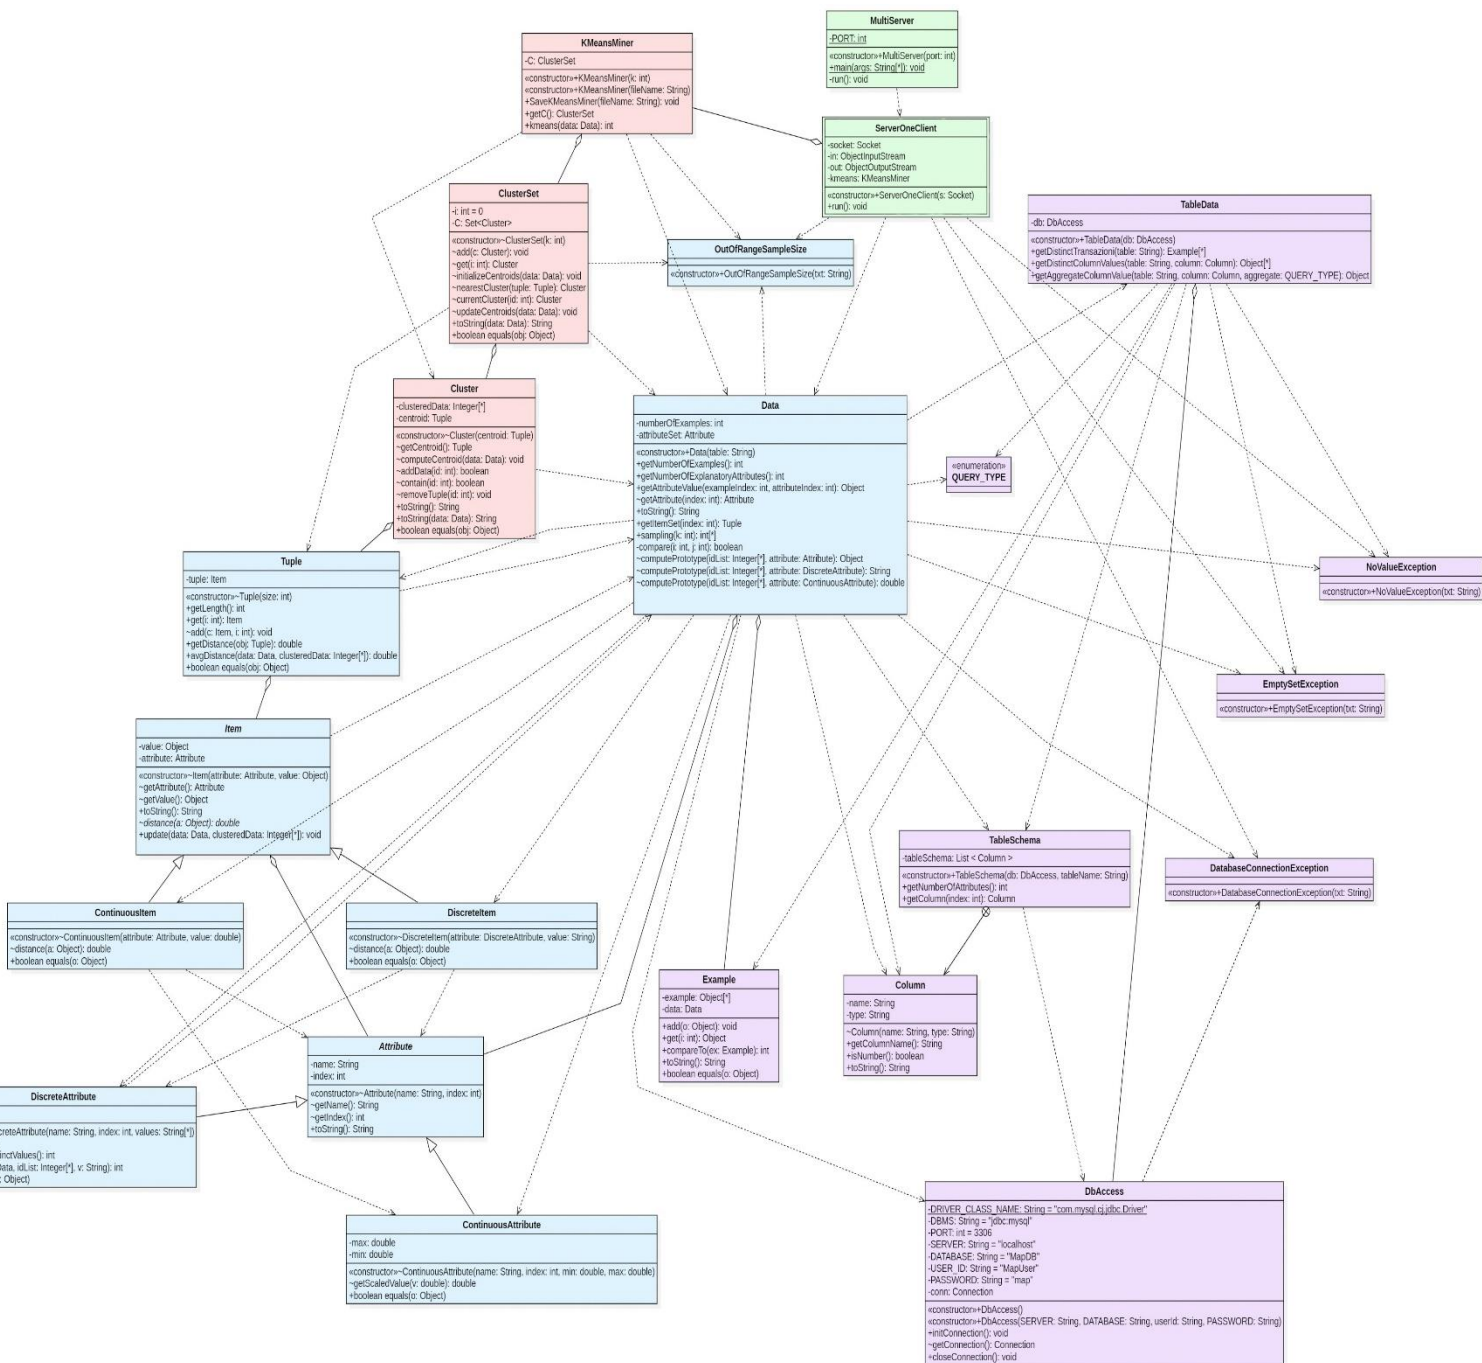 MultiServer
-PORT: int
«constructor»+MultiServer(port: int)
+main(args: String[*]): void
-run(): void
KMeansMiner
-C: ClusterSet
«constructor»+KMeansMiner(k: int)
«constructor»+KMeansMiner(fileName: String)
+SaveKMeansMiner(fileName: String): void
+getC(): ClusterSet
+kmeans(data: Data): int
ServerOneClient
-socket: Socket
-in: ObjectInputStream
-out: ObjectOutputStream
-kmeans: KMeansMiner
«constructor»+ServerOneClient(s: Socket)
+run(): void
ClusterSet
-i: int = 0
-C: Set<Cluster>
«constructor»~ClusterSet(k: int)
~add(c: Cluster): void
~get(i: int): Cluster
~initializeCentroids(data: Data): void
~nearestCluster(tuple: Tuple): Cluster
~currentCluster(id: int): Cluster
~updateCentroids(data: Data): void
+toString(data: Data): String
+boolean equals(obj: Object)
TableData
-db: DbAccess
«constructor»+TableData(db: DbAccess)
+getDistinctTransazioni(table: String): Example[*]
+getDistinctColumnValues(table: String, column: Column): Object[*]
+getAggregateColumnValue(table: String, column: Column, aggregate: QUERY_TYPE): Object
OutOfRangeSampleSize
«constructor»+OutOfRangeSampleSize(txt: String)
Cluster
-clusteredData: Integer[*]
-centroid: Tuple
«constructor»~Cluster(centroid: Tuple)
~getCentroid(): Tuple
~computeCentroid(data: Data): void
~addData(id: int): boolean
~contain(id: int): boolean
~removeTuple(id: int): void
+toString(): String
+toString(data: Data): String
+boolean equals(obj: Object)
Data
-numberOfExamples: int
-attributeSet: Attribute
«constructor»+Data(table: String)
+getNumberOfExamples(): int
+getNumberOfExplanatoryAttributes(): int
+getAttributeValue(exampleIndex: int, attributeIndex: int): Object
~getAttribute(index: int): Attribute
+toString(): String
+getItemSet(index: int): Tuple
+sampling(k: int): int[*]
-compare(i: int, j: int): boolean
~computePrototype(idList: Integer[*], attribute: Attribute): Object
~computePrototype(idList: Integer[*], attribute: DiscreteAttribute): String
~computePrototype(idList: Integer[*], attribute: ContinuousAttribute): double
«enumeration»
QUERY_TYPE
Tuple
-tuple: Item
«constructor»~Tuple(size: int)
+getLength(): int
+get(i: int): Item
~add(c: Item, i: int): void
+getDistance(obj: Tuple): double
+avgDistance(data: Data, clusteredData: Integer[*]): double
+boolean equals(obj: Object)
NoValueException
«constructor»+NoValueException(txt: String)
EmptySetException
«constructor»+EmptySetException(txt: String)
Item
-value: Object
-attribute: Attribute
«constructor»~Item(attribute: Attribute, value: Object)
~getAttribute(): Attribute
~getValue(): Object
+toString(): String
~distance(a: Object): double
+update(data: Data, clusteredData: Integer[*]): void
TableSchema
-tableSchema: List < Column >
«constructor»+TableSchema(db: DbAccess, tableName: String)
+getNumberOfAttributes(): int
+getColumn(index: int): Column
DatabaseConnectionException
«constructor»+DatabaseConnectionException(txt: String)
ContinuousItem
«constructor»~ContinuousItem(attribute: Attribute, value: double)
~distance(a: Object): double
+boolean equals(o: Object)
DiscreteItem
«constructor»~DiscreteItem(attribute: DiscreteAttribute, value: String)
~distance(a: Object): double
+boolean equals(o: Object)
Example
-example: Object[*]
-data: Data
+add(o: Object): void
+get(i: int): Object
+compareTo(ex: Example): int
+toString(): String
+boolean equals(o: Object)
Column
-name: String
-type: String
~Column(name: String, type: String)
+getColumnName(): String
+isNumber(): boolean
+toString(): String
Attribute
-name: String
-index: int
«constructor»~Attribute(name: String, index: int)
~getName(): String
~getIndex(): int
+toString(): String
DiscreteAttribute
creteAttribute(name: String, index: int, values: String[*])
inctValues(): int
Data, idList: Integer[*], v: String): int
: Object)
ContinuousAttribute
-max: double
-min: double
«constructor»~ContinuousAttribute(name: String, index: int, min: double, max: double)
~getScaledValue(v: double): double
+boolean equals(o: Object)
DbAccess
-DRIVER_CLASS_NAME: String = "com.mysql.cj.jdbc.Driver"
-DBMS: String = "jdbc:mysql"
-PORT: int = 3306
-SERVER: String = "localhost"
-DATABASE: String = "MapDB"
-USER_ID: String = "MapUser"
-PASSWORD: String = "map"
-conn: Connection
«constructor»+DbAccess()
«constructor»+DbAccess(SERVER: String, DATABASE: String, userId: String, PASSWORD: String)
+initConnection(): void
~getConnection(): Connection
+closeConnection(): void